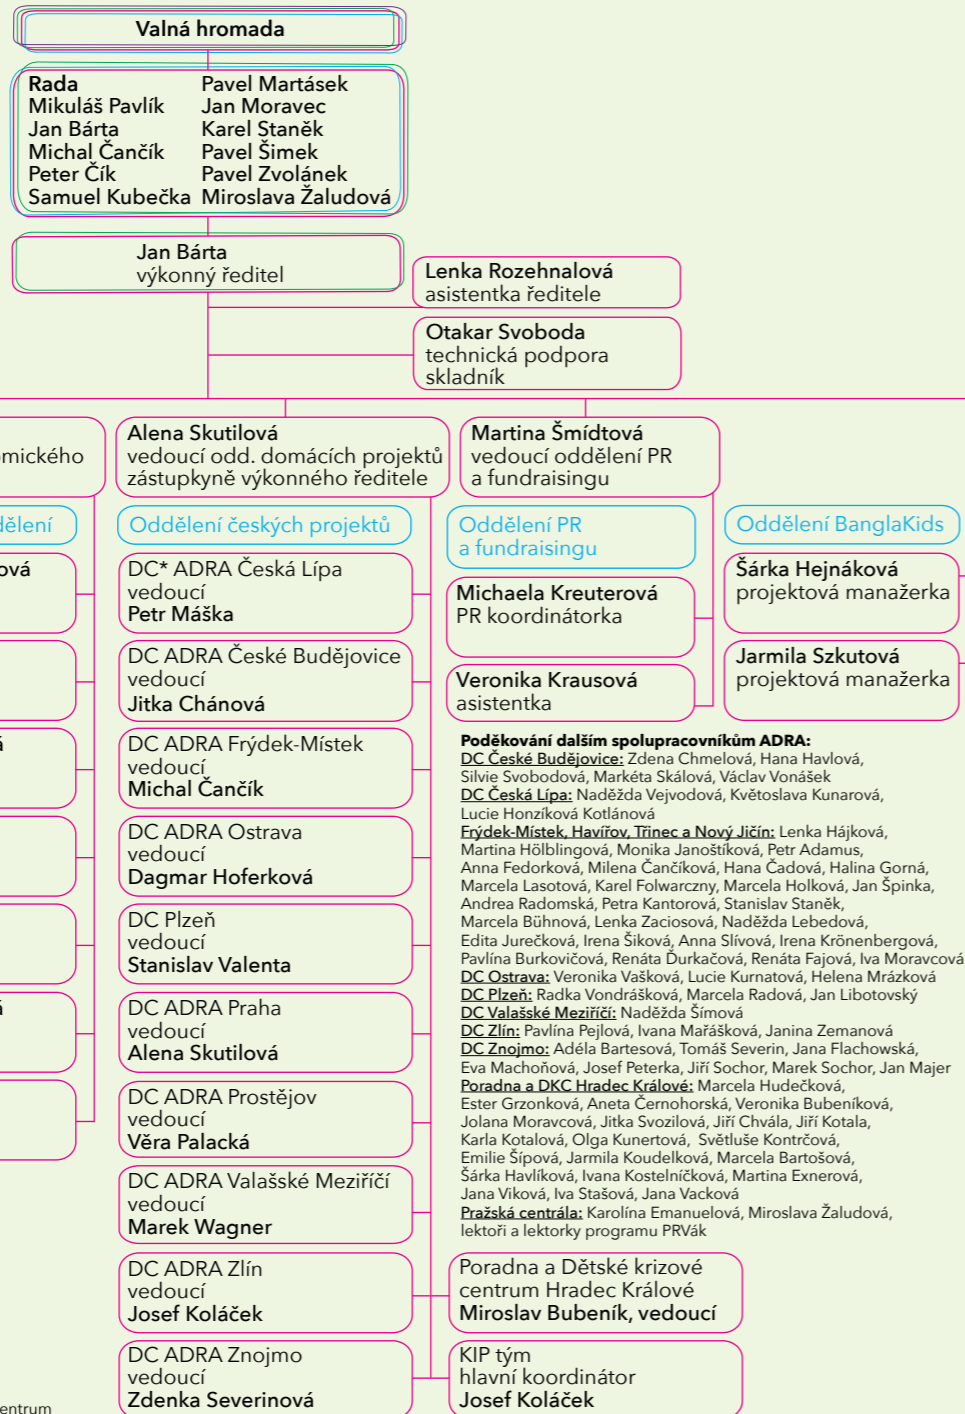 Valná hromada
Rada
Mikuláš Pavlík
Jan Bárta
Michal Čančík
Peter Čík
Samuel Kubečka
Pavel Martásek
Jan Moravec
Karel Staněk
Pavel Šimek
Pavel Zvolánek
Miroslava Žaludová
Jan Bárta
výkonný ředitel
Lenka Rozehnalová
asistentka ředitele
Otakar Svoboda
technická podpora
skladník
mického
dělení
ová
á
á
entrum
Alena Skutilová
vedoucí odd. domácích projektů
zástupkyně výkonného ředitele
Oddělení českých projektů
DC* ADRA Česká Lípa
vedoucí
Petr Máška
DC ADRA České Budějovice
vedoucí
Jitka Chánová
DC ADRA Frýdek-Místek
vedoucí
Michal Čančík
DC ADRA Ostrava
vedoucí
Dagmar Hoferková
DC Plzeň
vedoucí
Stanislav Valenta
DC ADRA Praha
vedoucí
Alena Skutilová
DC ADRA Prostějov
vedoucí
Věra Palacká
DC ADRA Valašské Meziříčí
vedoucí
Marek Wagner
DC ADRA Zlín
vedoucí
Josef Koláček
DC ADRA Znojmo
vedoucí
Zdenka Severinová
Martina Šmídtová
vedoucí oddělení PR
a fundraisingu
Oddělení PR
a fundraisingu
Michaela Kreuterová
PR koordinátorka
Veronika Krausová
asistentka
Oddělení BanglaKids
Šárka Hejnáková
projektová manažerka
Jarmila Szkutová
projektová manažerka
Poděkování dalším spolupracovníkům ADRA:
DC České Budějovice: Zdena Chmelová, Hana Havlová,
Silvie Svobodová, Markéta Skálová, Václav Vonášek
DC Česká Lípa: Naděžda Vejvodová, Květoslava Kunarová,
Lucie Honzíková Kotlánová
Frýdek-Místek, Havířov, Třinec a Nový Jičín: Lenka Hájková,
Martina Hölblingová, Monika Janoštíková, Petr Adamus,
Anna Fedorková, Milena Čančíková, Hana Čadová, Halina Gorná,
Marcela Lasotová, Karel Folwarczny, Marcela Holková, Jan Špinka,
Andrea Radomská, Petra Kantorová, Stanislav Staněk,
Marcela Bühnová, Lenka Zaciosová, Naděžda Lebedová,
Edita Jurečková, Irena Šiková, Anna Slívová, Irena Krönenbergová,
Pavlína Burkovičová, Renáta Ďurkačová, Renáta Fajová, Iva Moravcová
DC Ostrava: Veronika Vašková, Lucie Kurnatová, Helena Mrázková
DC Plzeň: Radka Vondrášková, Marcela Radová, Jan Libotovský
DC Valašské Meziříčí: Naděžda Šímová
DC Zlín: Pavlína Pejlová, Ivana Mařášková, Janina Zemanová
DC Znojmo: Adéla Bartesová, Tomáš Severin, Jana Flachowská,
Eva Machoňová, Josef Peterka, Jiří Sochor, Marek Sochor, Jan Majer
Poradna a DKC Hradec Králové: Marcela Hudečková,
Ester Grzonková, Aneta Černohorská, Veronika Bubeníková,
Jolana Moravcová, Jitka Svozilová, Jiří Chvála, Jiří Kotala,
Karla Kotalová, Olga Kunertová, Světluše Kontrčová,
Emilie Šípová, Jarmila Koudelková, Marcela Bartošová,
Šárka Havlíková, Ivana Kostelníčková, Martina Exnerová,
Jana Viková, Iva Stašová, Jana Vacková
Pražská centrála: Karolína Emanuelová, Miroslava Žaludová,
lektoři a lektorky programu PRVák
Poradna a Dětské krizové
centrum Hradec Králové
Miroslav Bubeník, vedoucí
KIP tým
hlavní koordinátor
Josef Koláček